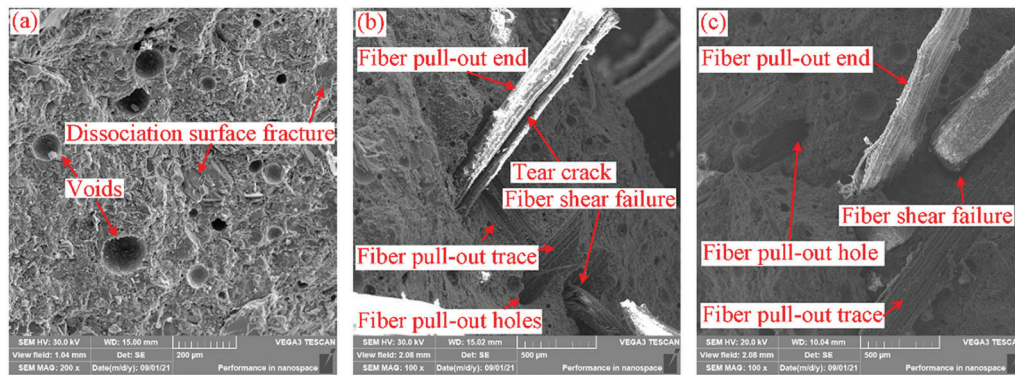 (a)
Dissociation surface fracture
Voids
SEM HV: 30.0 kV WD: 15.00 mm VEGA3 TESCAN
View field: 1.04 mm Det: SE 200 µm
SEM MAG: 200 x Date(m/d/y): 09/01/21 Performance in nanospace
(b)
Fiber pull-out end
Tear crack
Fiber shear failure
Fiber pull-out trace
Fiber pull-out holes
SEM HV: 30.0 kV WD: 15.02 mm VEGA3 TESCAN
View field: 2.08 mm Det: SE 500 µm
SEM MAG: 100 x Date(m/d/y): 09/01/21 Performance in nanospace
(c)
Fiber pull-out end
Fiber shear failure
Fiber pull-out hole
Fiber pull-out trace
SEM HV: 20.0 kV WD: 10.04 mm VEGA3 TESCAN
View field: 2.08 mm Det: SE 500 µm
SEM MAG: 100 x Date(m/d/y): 09/01/21 Performance in nanospace